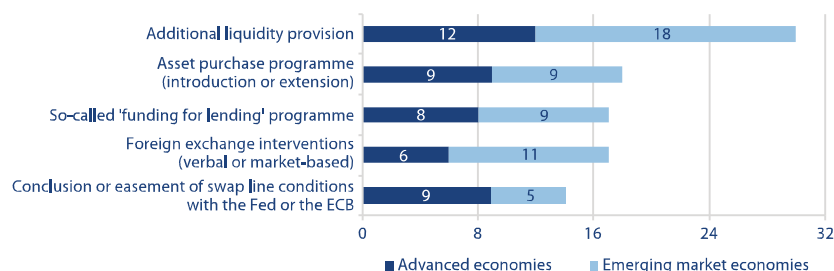 Additional liquidity provision
12 18
Asset purchase programme
(introduction or extension)
9 9
So-called 'funding for lending' programme
8 9
Foreign exchange interventions
(verbal or market-based)
6 11
Conclusion or easement of swap line conditions
with the Fed or the ECB
9 5
0 8 16 24 32
Advanced economies Emerging market economies